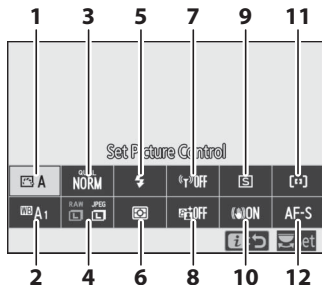 1 3 5 7 9 11
Set Picture Control
A QUAL NORM OFF S
WB A1 RAW L JPEG L OFF ON AF-S
i
2 4 6 8 10 12